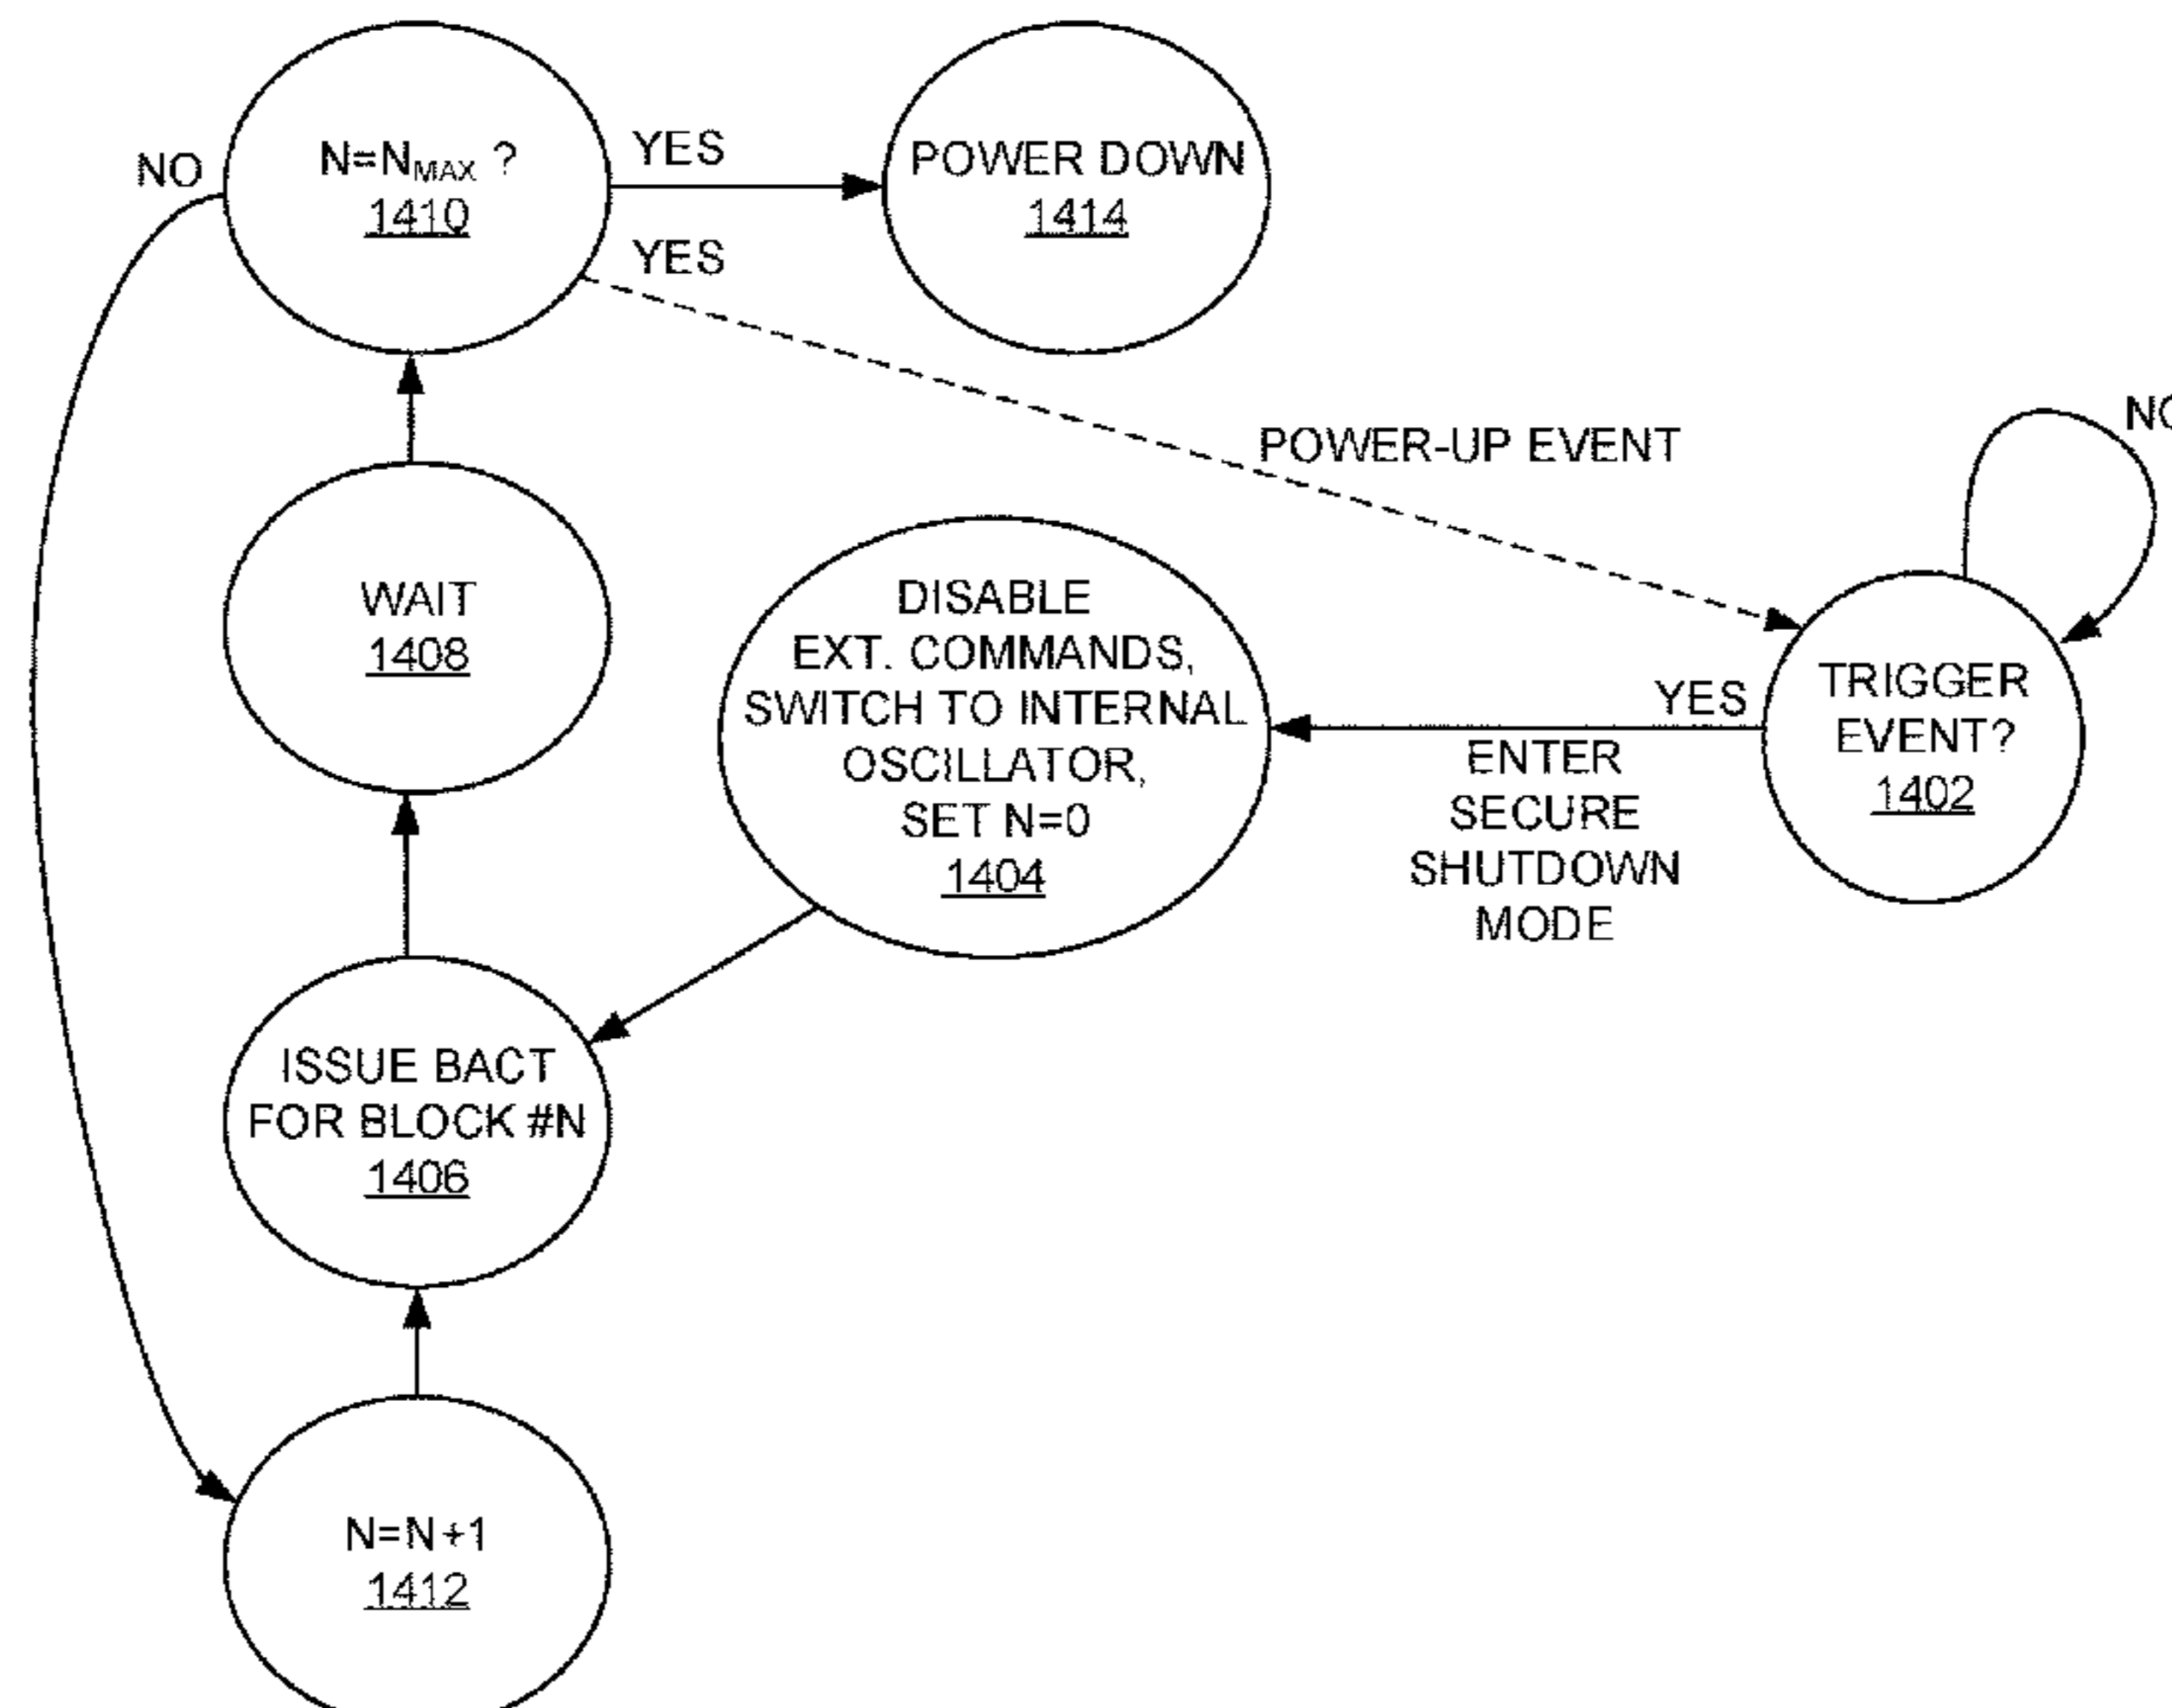 NO
N=NMAX ?
1410
YES
YES
POWER DOWN
1414
POWER-UP EVENT
WAIT
1408
DISABLE
EXT. COMMANDS,
SWITCH TO INTERNAL
OSCILLATOR,
SET N=0
1404
YES
ENTER
SECURE
SHUTDOWN
MODE
TRIGGER
EVENT?
1402
ISSUE BACT
FOR BLOCK #N
1406
N=N+1
1412